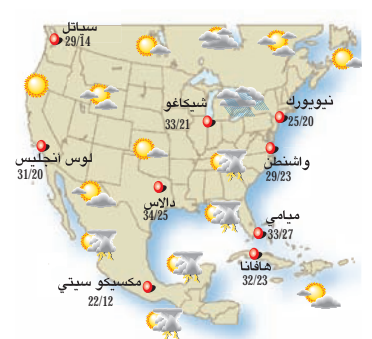 سياتل
29/14
شيكاغو
33/21
نيويورك
25/20
لوس إنجليس
31/20
واشنطن
29/23
دالاس
34/25
ميامي
33/27
هافانا
32/23
مكسيكو سيتي
22/12